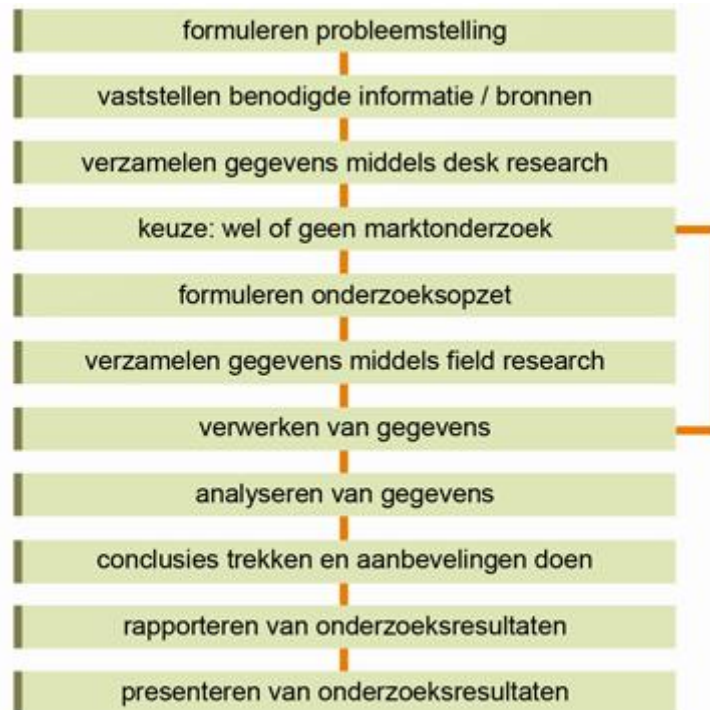 formuleren probleemstelling
vaststellen benodigde informatie / bronnen
verzamelen gegevens middels desk research
keuze: wel of geen marktonderzoek
formuleren onderzoeksopzet
verzamelen gegevens middels field research
verwerken van gegevens
analyseren van gegevens
conclusies trekken en aanbevelingen doen
rapporteren van onderzoeksresultaten
presenteren van onderzoeksresultaten